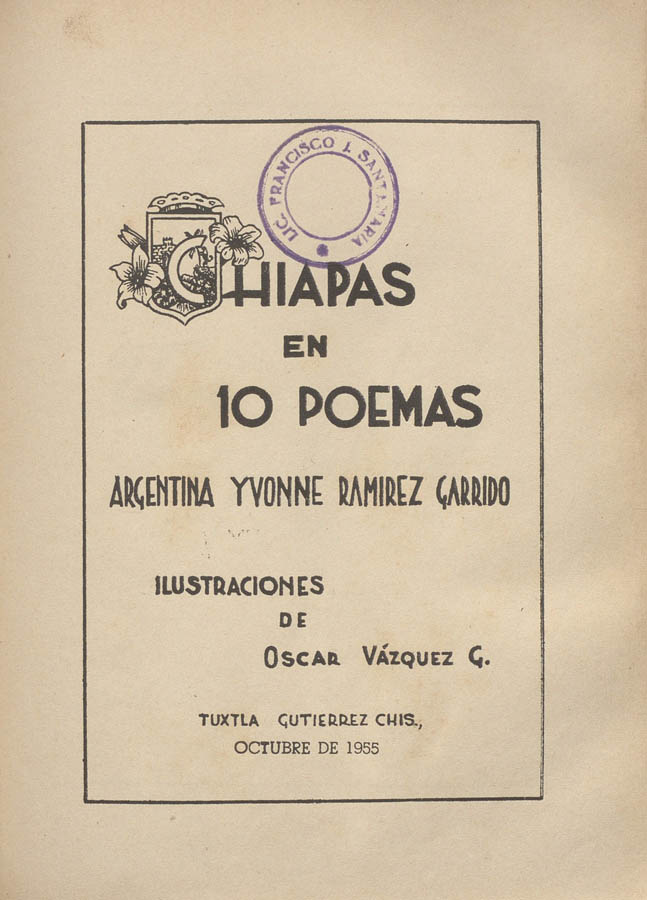 LIC. FRANCISCO J. SANTAMARIA
CHIAPAS
EN
10 POEMAS
ARGENTINA YVONNE RAMIREZ GARRIDO
ILUSTRACIONES
DE
OSCAR VÁZQUEZ G.
TUXTLA GUTIERREZ CHIS.,
OCTUBRE DE 1955